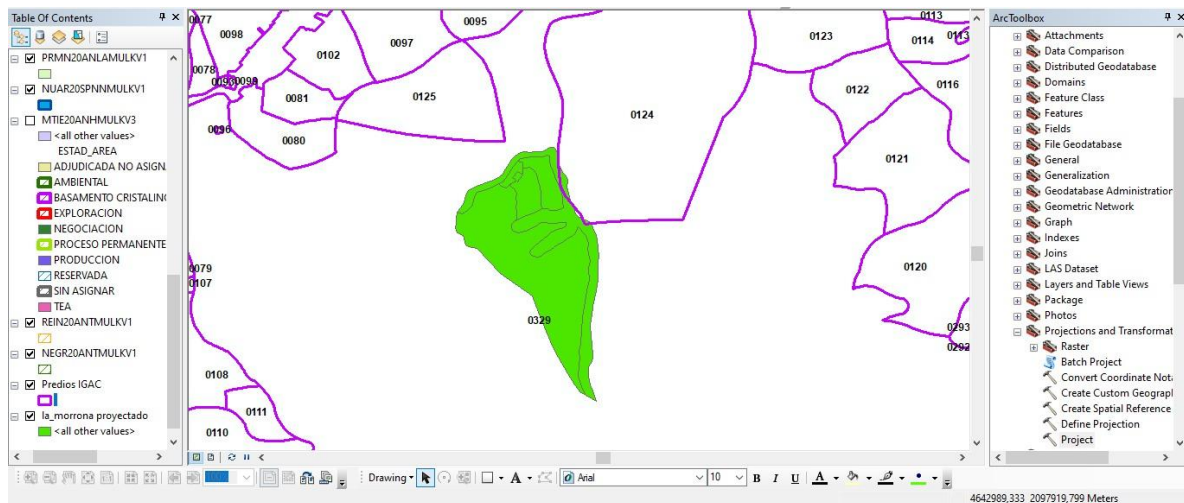 Table Of Contents
PRMN20ANLAMULKV1
NUAR20SPNNMULKV1
MTIE20ANHMULKV3
<all other values>
ESTAD_AREA
ADJUDICADA NO ASIGN.
AMBIENTAL
BASAMENTO CRISTALINO
EXPLORACION
NEGOCIACION
PROCESO PERMANENTE
PRODUCCION
RESERVADA
SIN ASIGNAR
TEA
REIN20ANTMULKV1
NEGR20ANTMULKV1
Predios IGAC
la_morrona proyectado
<all other values>
0077
0098
0095
0097
0102
0078
0081
0125
0096
0080
0124
0123
0113
0114
0113
0122
0116
0121
0079
0107
0120
0329
0293
0292
0108
0111
0110
ArcToolbox
Attachments
Data Comparison
Distributed Geodatabase
Domains
Feature Class
Features
Fields
File Geodatabase
General
Generalization
Geodatabase Administration
Geometric Network
Graph
Indexes
Joins
LAS Dataset
Layers and Table Views
Package
Photos
Projections and Transformat
Raster
Batch Project
Convert Coordinate Nota
Create Custom Geograpl
Create Spatial Reference
Define Projection
Project
Drawing
A
Arial
10
B I U A
4642989,333 2097919,799 Meters